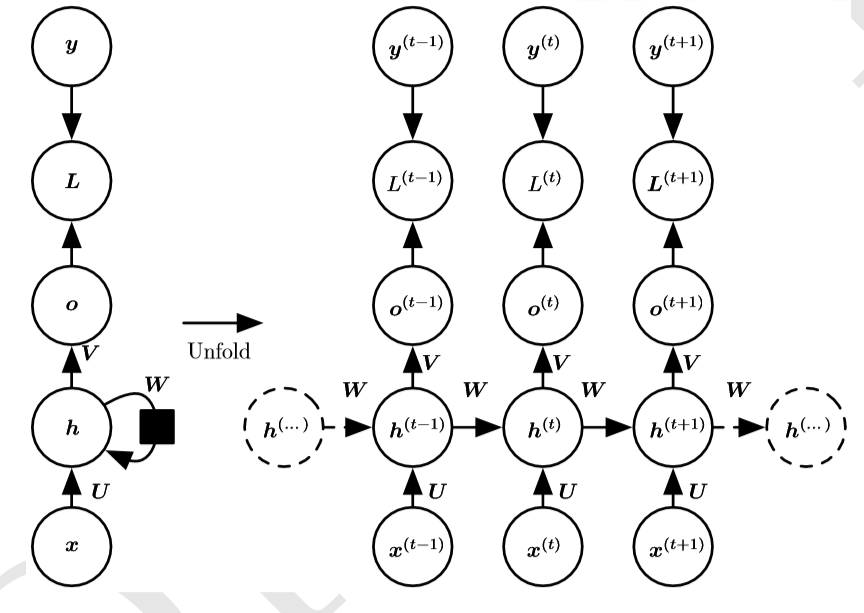 y y^(t−1) y^(t) y^(t+1)
L L^(t−1) L^(t) L^(t+1)
o o^(t−1) o^(t) o^(t+1)
Unfold
V V V V
W W W W W
h h^(...) h^(t−1) h^(t) h^(t+1) h^(...)
U U U U
x x^(t−1) x^(t) x^(t+1)